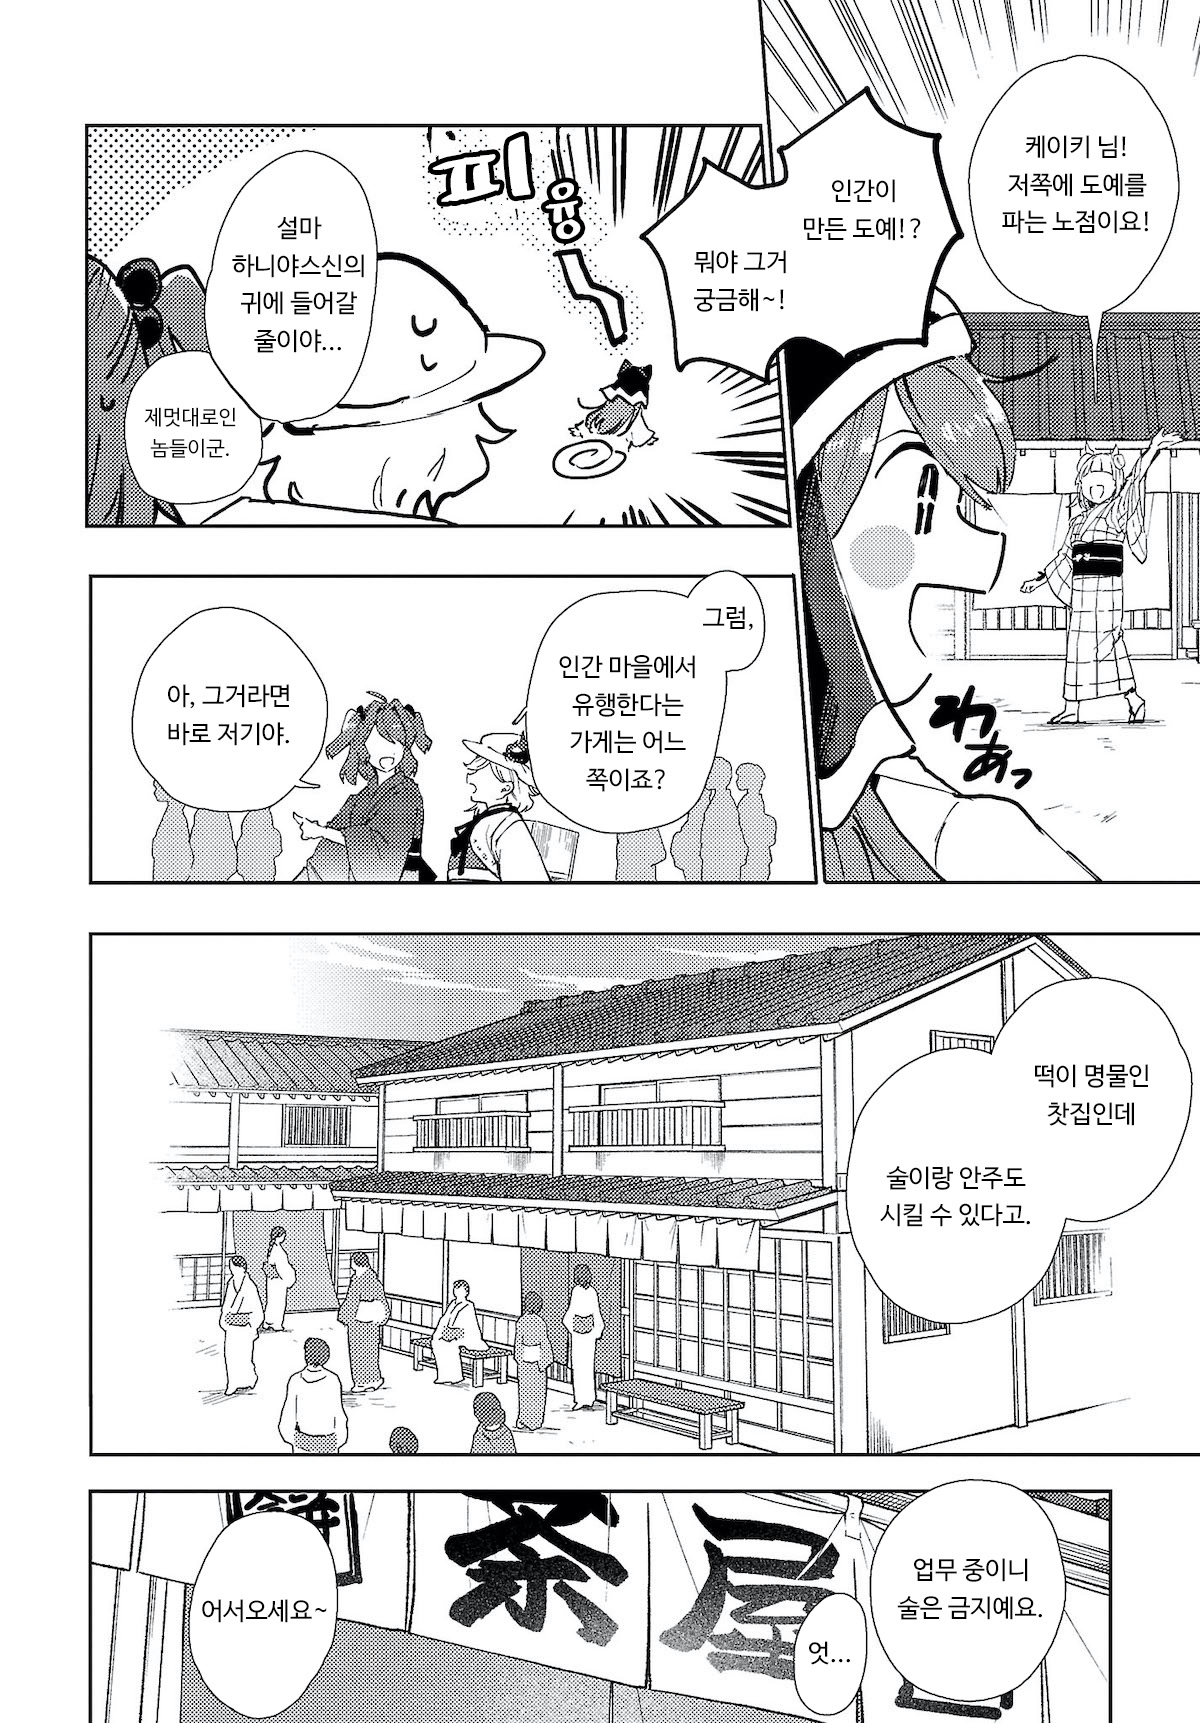 케이키 님!
저쪽에 도예를
파는 노점이요!
인간이
만든 도예!?
뭐야 그거
궁금해~!
わ
あっ
피융
설마
하니야스신의
귀에 들어갈
줄이야...
제멋대로인
놈들이군.
그럼,
인간 마을에서
유행한다는
가게는 어느
쪽이죠?
아, 그거라면
바로 저기야.
떡이 명물인
찻집인데
술이랑 안주도
시킬 수 있다고.
업무 중이니
술은 금지예요.
엇...
茶屋
어서오세요~